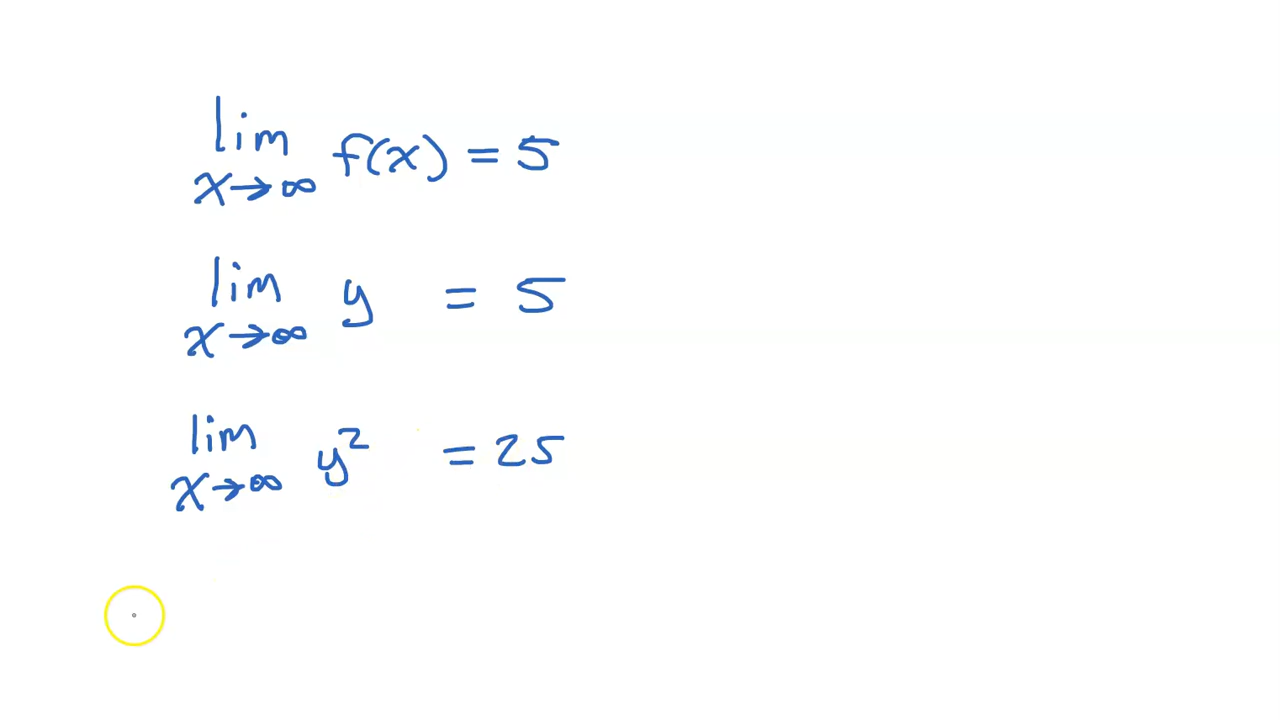 lim f(x) = 5
x→∞
lim y = 5
x→∞
lim y² = 25
x→∞